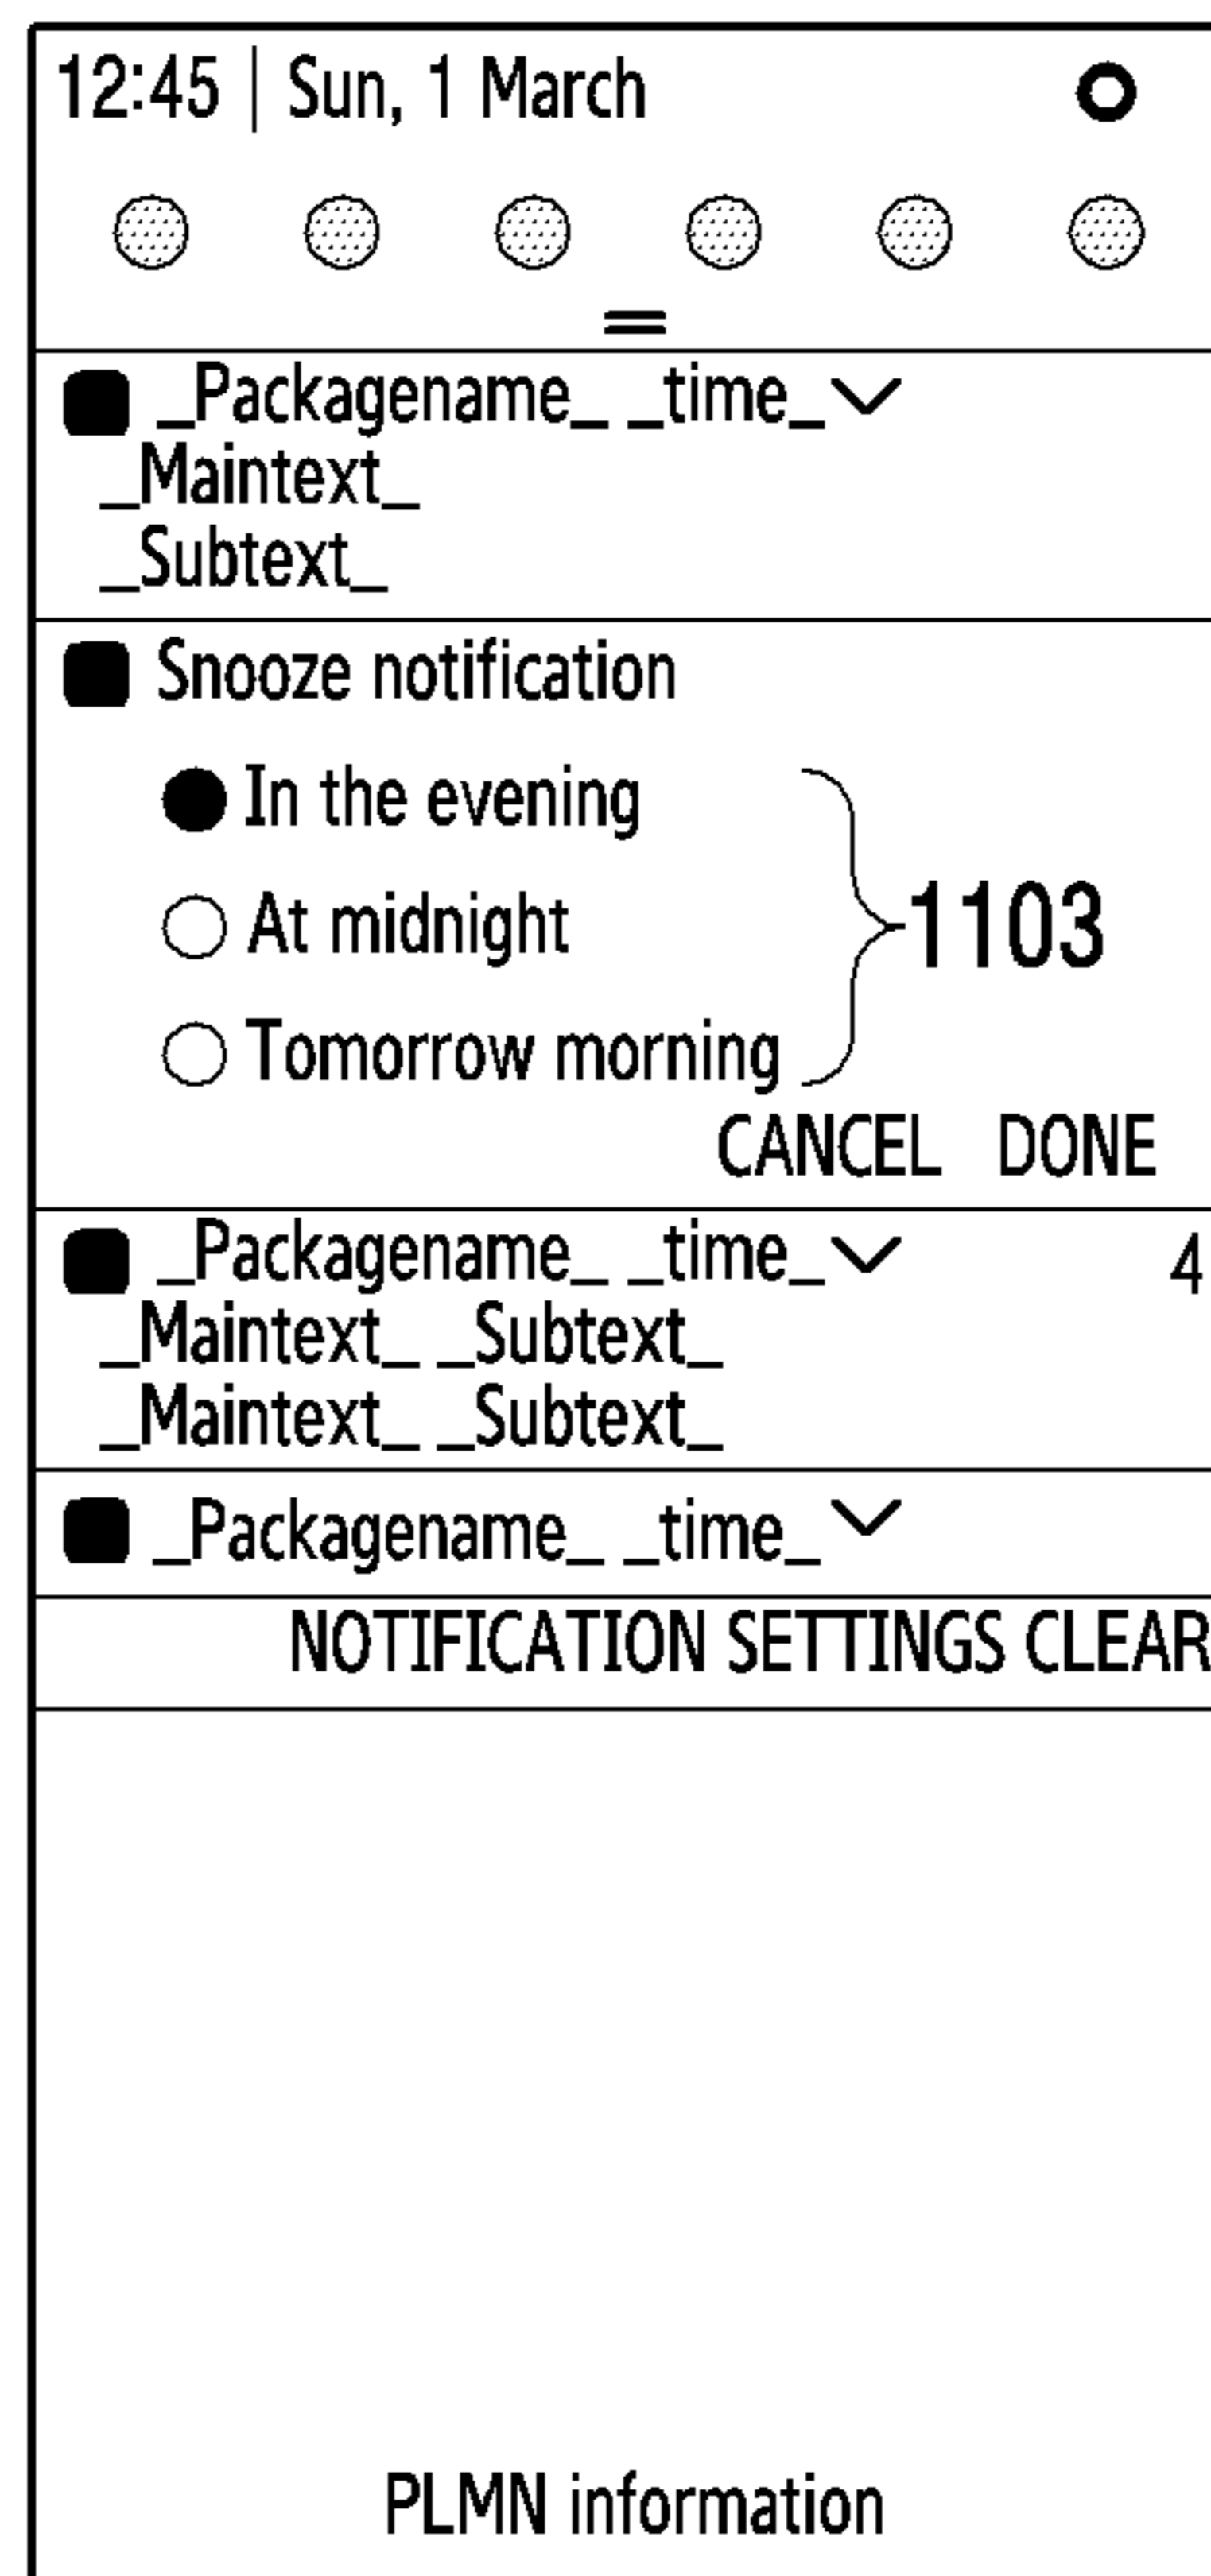 12:45 | Sun, 1 March
_Packagename_ _time_
_Maintext_
_Subtext_
Snooze notification
In the evening
At midnight
1103
Tomorrow morning
CANCEL DONE
_Packagename_ _time_ 4
_Maintext_ _Subtext_
_Maintext_ _Subtext_
_Packagename_ _time_
NOTIFICATION SETTINGS CLEAR
PLMN information